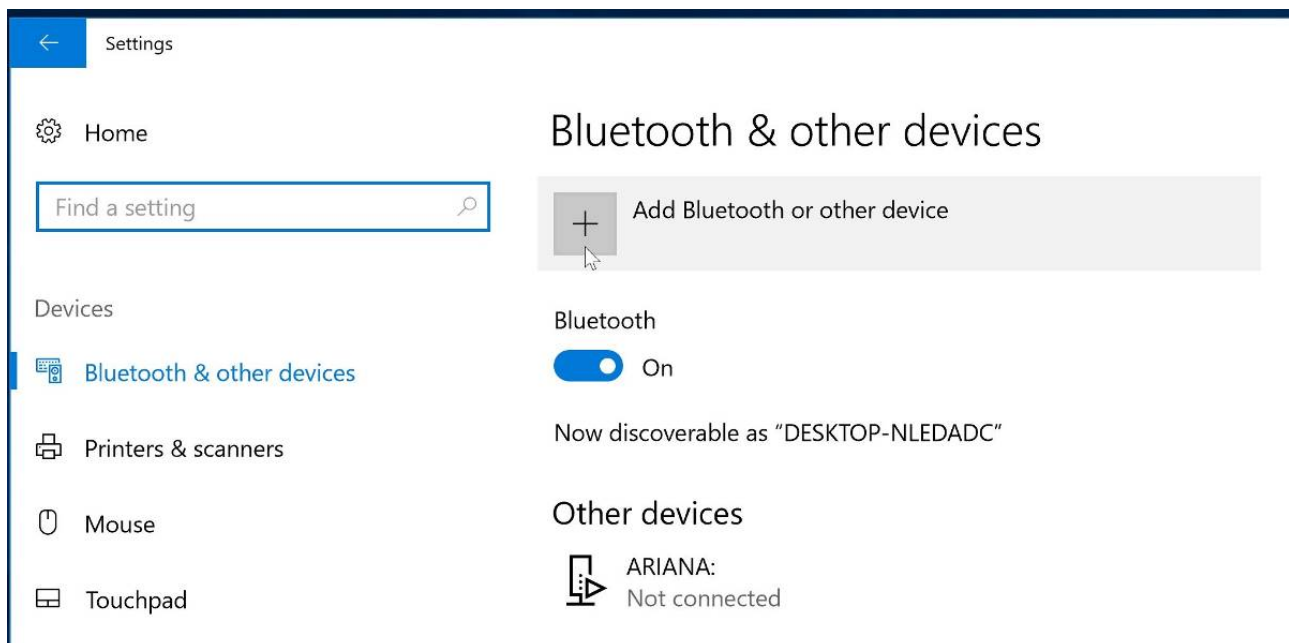 Settings
Home
Find a setting
Devices
Bluetooth & other devices
Printers & scanners
Mouse
Touchpad
Bluetooth & other devices
Add Bluetooth or other device
Bluetooth
On
Now discoverable as “DESKTOP-NLEDADC”
Other devices
ARIANA:
Not connected